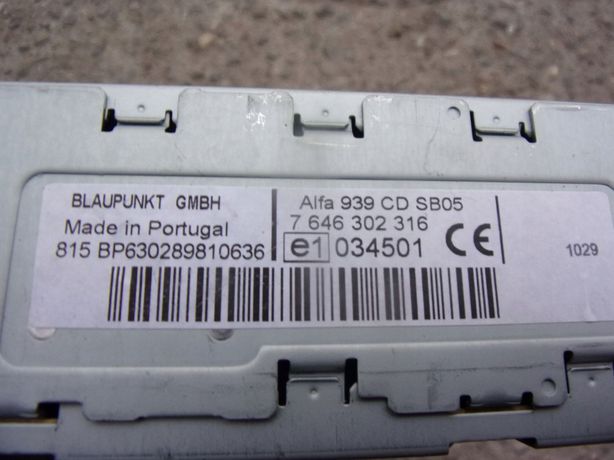 BLAUPUNKT GMBH
Made in Portugal
815 BP630289810636
Alfa 939 CD SB05
7 646 302 316
e1 034501 CE
1029